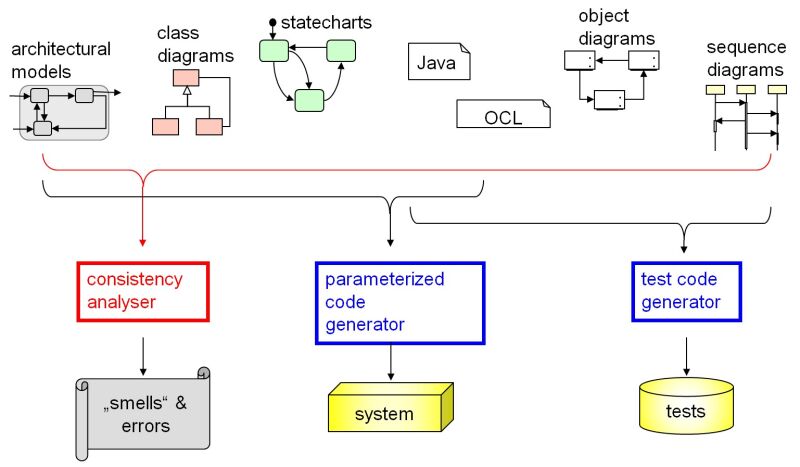 architectural
models
class
diagrams
statecharts
Java
OCL
object
diagrams
sequence
diagrams
consistency
analyser
parameterized
code
generator
test code
generator
„smells“ &
errors
system
tests